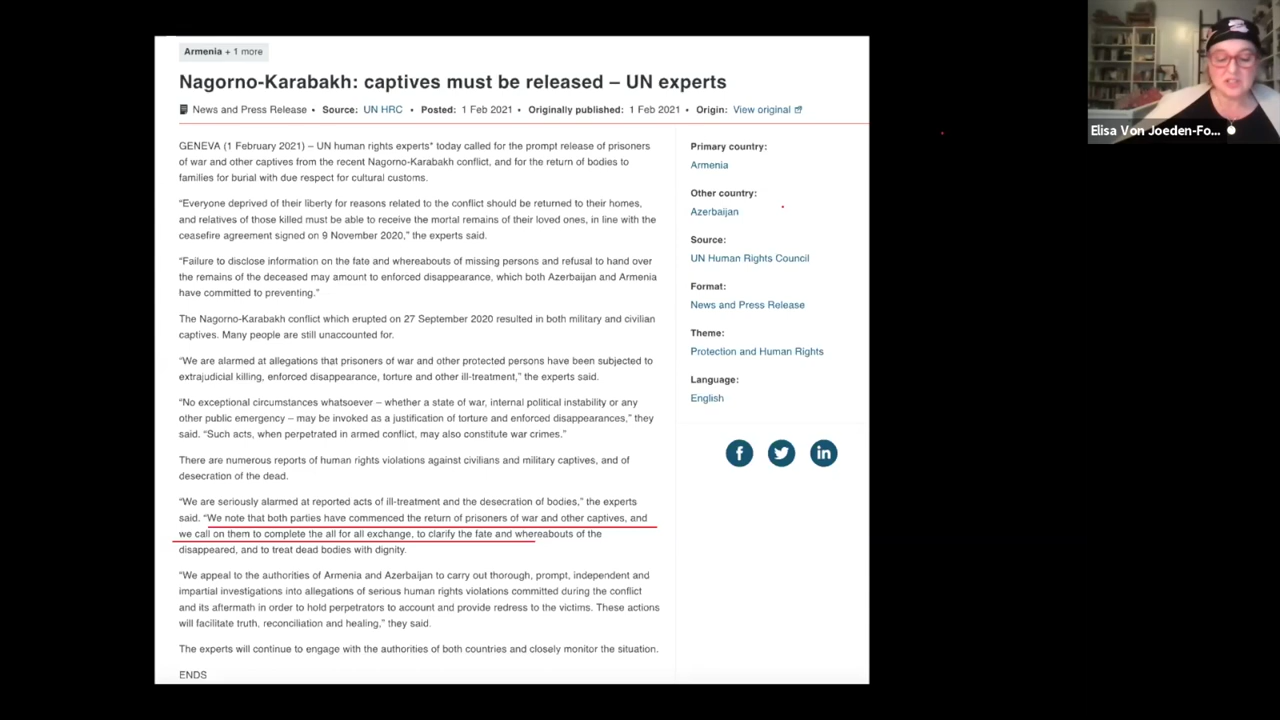 Armenia + 1 more
Nagorno-Karabakh: captives must be released – UN experts
News and Press Release • Source: UN HRC • Posted: 1 Feb 2021 • Originally published: 1 Feb 2021 • Origin: View original
GENEVA (1 February 2021) – UN human rights experts* today called for the prompt release of prisoners
of war and other captives from the recent Nagorno-Karabakh conflict, and for the return of bodies to
families for burial with due respect for cultural customs.
“Everyone deprived of their liberty for reasons related to the conflict should be returned to their homes,
and relatives of those killed must be able to receive the mortal remains of their loved ones, in line with the
ceasefire agreement signed on 9 November 2020,” the experts said.
“Failure to disclose information on the fate and whereabouts of missing persons and refusal to hand over
the remains of the deceased may amount to enforced disappearance, which both Azerbaijan and Armenia
have committed to preventing.”
The Nagorno-Karabakh conflict which erupted on 27 September 2020 resulted in both military and civilian
captives. Many people are still unaccounted for.
“We are alarmed at allegations that prisoners of war and other protected persons have been subjected to
extrajudicial killing, enforced disappearance, torture and other ill-treatment,” the experts said.
“No exceptional circumstances whatsoever – whether a state of war, internal political instability or any
other public emergency – may be invoked as a justification of torture and enforced disappearances,” they
said. “Such acts, when perpetrated in armed conflict, may also constitute war crimes.”
There are numerous reports of human rights violations against civilians and military captives, and of
desecration of the dead.
“We are seriously alarmed at reported acts of ill-treatment and the desecration of bodies,” the experts
said. “We note that both parties have commenced the return of prisoners of war and other captives, and
we call on them to complete the all for all exchange, to clarify the fate and whereabouts of the
disappeared, and to treat dead bodies with dignity.
“We appeal to the authorities of Armenia and Azerbaijan to carry out thorough, prompt, independent and
impartial investigations into allegations of serious human rights violations committed during the conflict
and its aftermath in order to hold perpetrators to account and provide redress to the victims. These actions
will facilitate truth, reconciliation and healing,” they said.
The experts will continue to engage with the authorities of both countries and closely monitor the situation.
ENDS
Primary country:
Armenia
Other country:
Azerbaijan
Source:
UN Human Rights Council
Format:
News and Press Release
Theme:
Protection and Human Rights
Language:
English
Elisa Von Joeden-Fo...